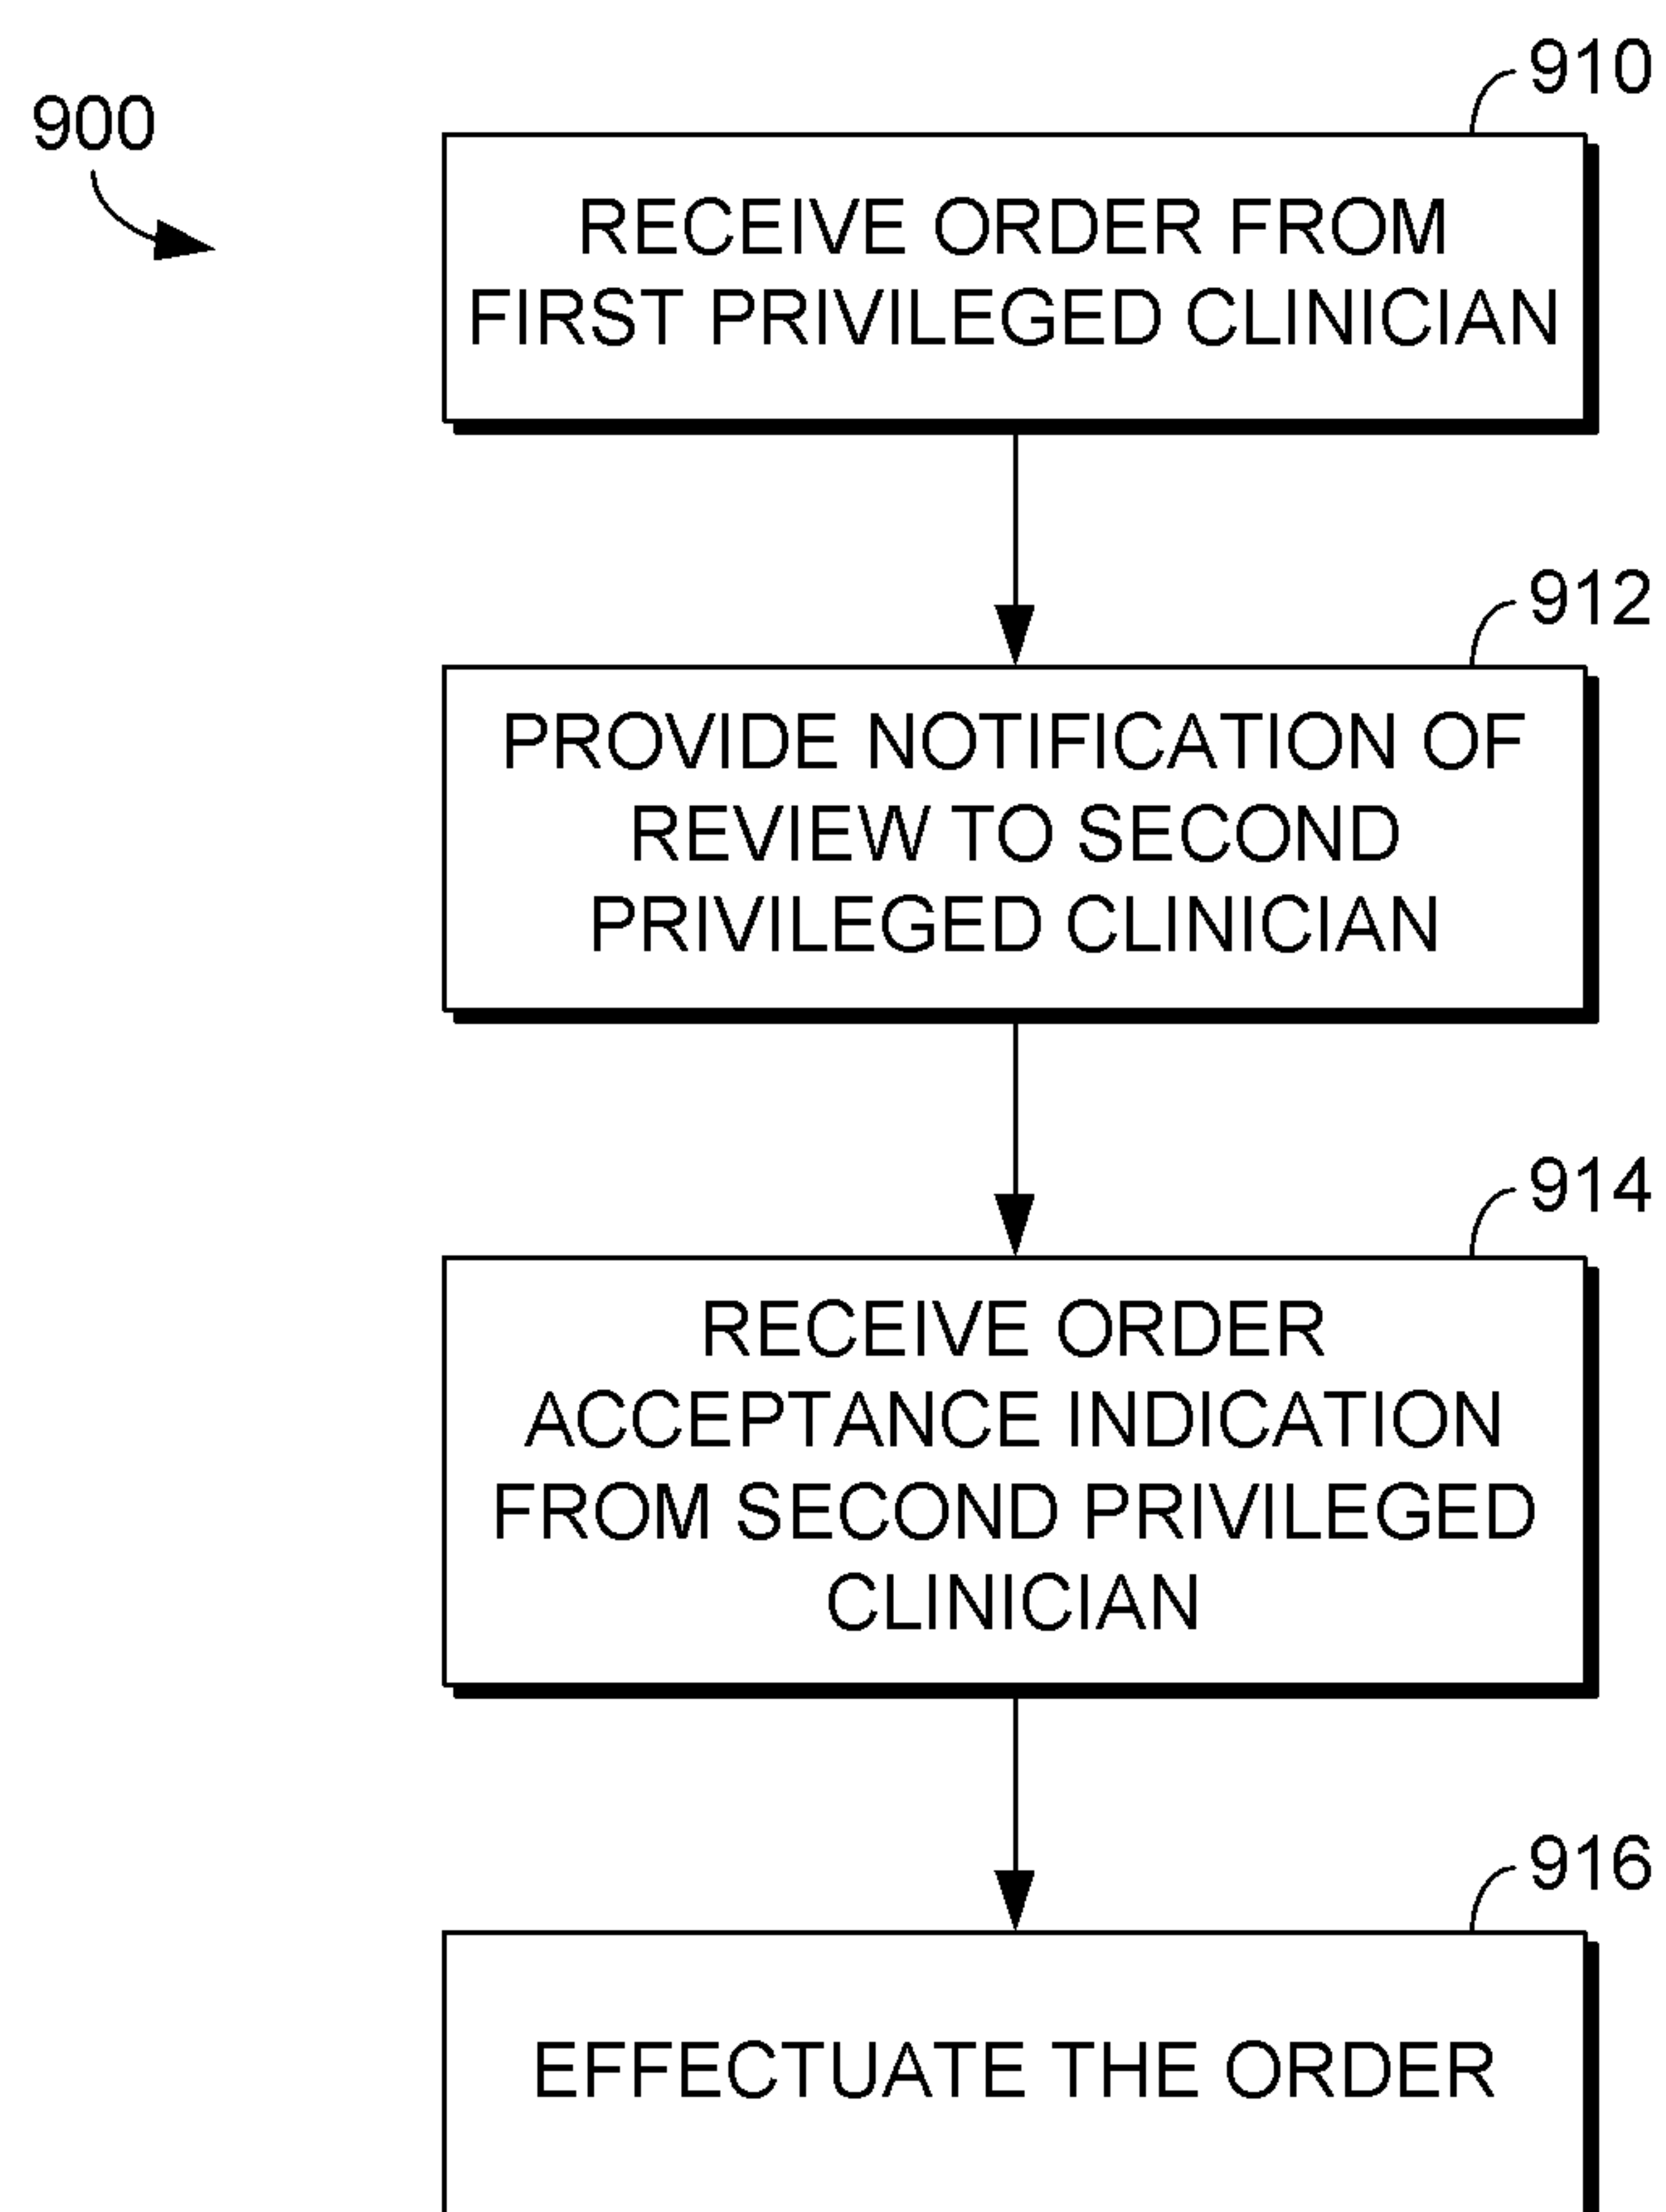 910
900
RECEIVE ORDER FROM
FIRST PRIVILEGED CLINICIAN
912
PROVIDE NOTIFICATION OF
REVIEW TO SECOND
PRIVILEGED CLINICIAN
914
RECEIVE ORDER
ACCEPTANCE INDICATION
FROM SECOND PRIVILEGED
CLINICIAN
916
EFFECTUATE THE ORDER